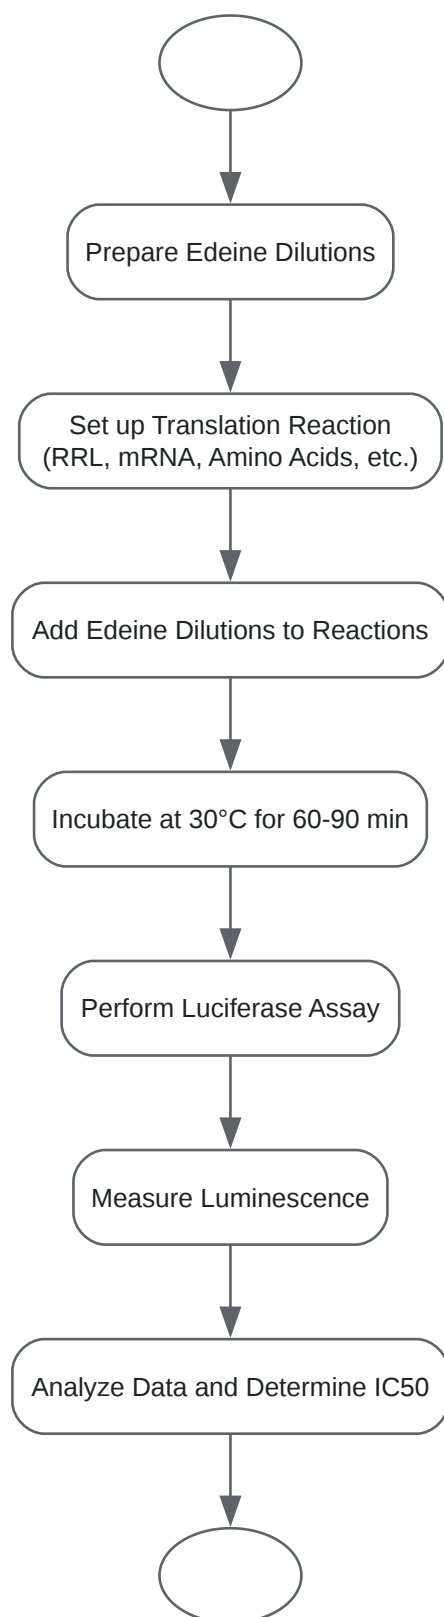 Prepare Edeine Dilutions
Set up Translation Reaction
(RRL, mRNA, Amino Acids, etc.)
Add Edeine Dilutions to Reactions
Incubate at 30°C for 60-90 min
Perform Luciferase Assay
Measure Luminescence
Analyze Data and Determine IC50